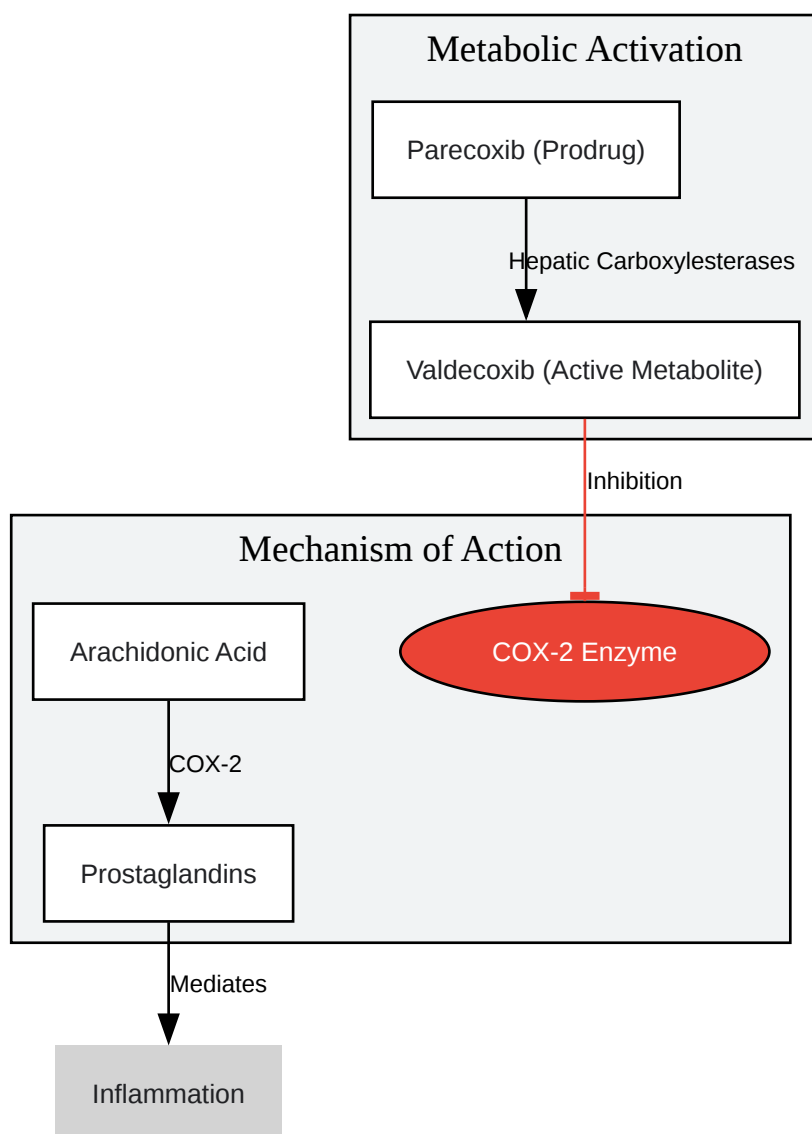 Metabolic Activation
Parecoxib (Prodrug)
Hepatic Carboxylesterases
Valdecoxib (Active Metabolite)
Inhibition
Mechanism of Action
Arachidonic Acid
COX-2 Enzyme
COX-2
Prostaglandins
Mediates
Inflammation